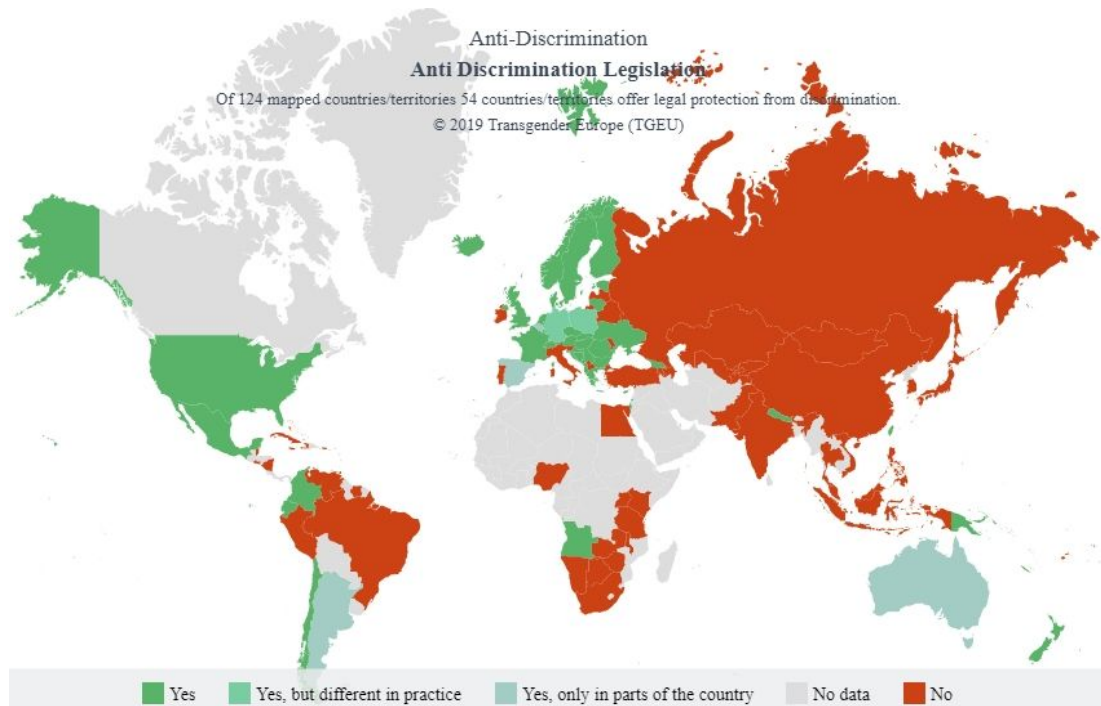 Anti-Discrimination
Anti Discrimination Legislation
Of 124 mapped countries/territories 54 countries/territories offer legal protection from discrimination.
© 2019 Transgender Europe (TGEU)
Yes Yes, but different in practice Yes, only in parts of the country No data No